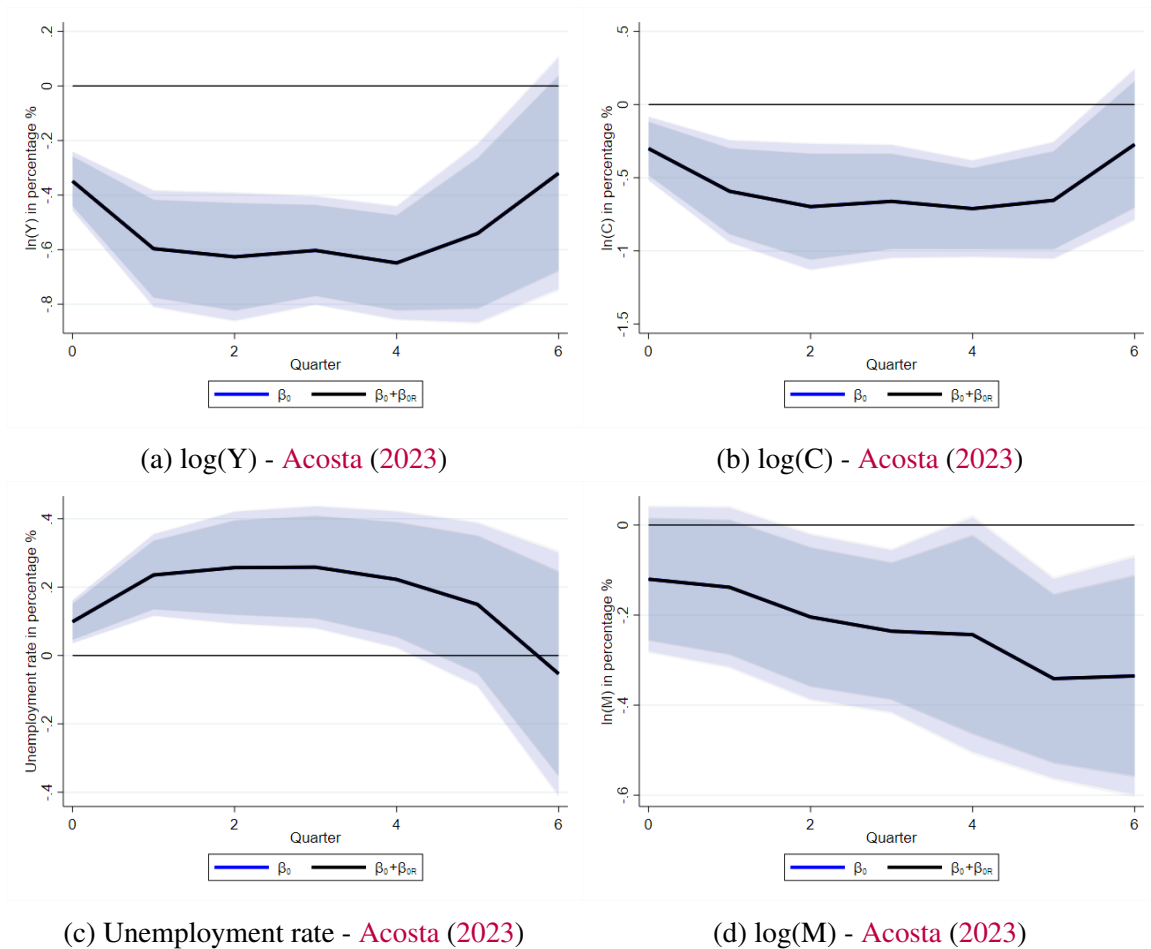 .2
0
-.2
-.4
-.6
-.8
ln(Y) in percentage %
0 2 4 6
Quarter
β₀ β₀+β₀R
(a) log(Y) - Acosta (2023)
.5
0
-.5
-1
-1.5
ln(C) in percentage %
0 2 4 6
Quarter
β₀ β₀+β₀R
(b) log(C) - Acosta (2023)
.4
.2
0
-.2
-.4
Unemployment rate in percentage %
0 2 4 6
Quarter
β₀ β₀+β₀R
(c) Unemployment rate - Acosta (2023)
0
-.2
-.4
-.6
ln(M) in percentage %
0 2 4 6
Quarter
β₀ β₀+β₀R
(d) log(M) - Acosta (2023)